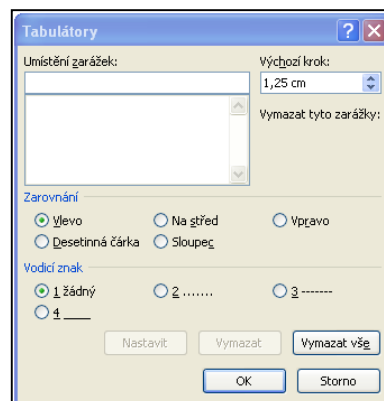 Tabulátory
Umístění zarážek: Výchozí krok:
1,25 cm
Vymazat tyto zarážky:
Zarovnání
Vlevo Na střed Vpravo
Desetinná čárka Sloupec
Vodicí znak
1 žádný 2 ....... 3 -------
4 ____
Nastavit Vymazat Vymazat vše
OK Storno